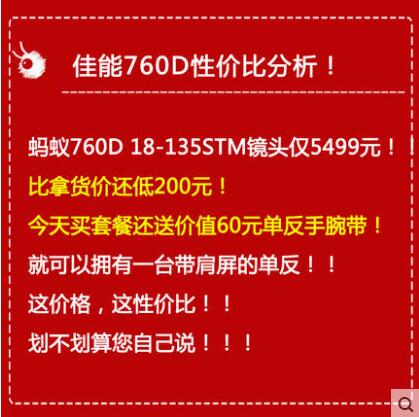 佳能760D性价比分析！
蚂蚁760D 18-135STM镜头仅5499元！！
比拿货价还低200元！
今天买套餐还送价值60元单反手腕带！
就可以拥有一台带肩屏的单反！！
这价格，这性价比！！
划不划算您自己说！！！